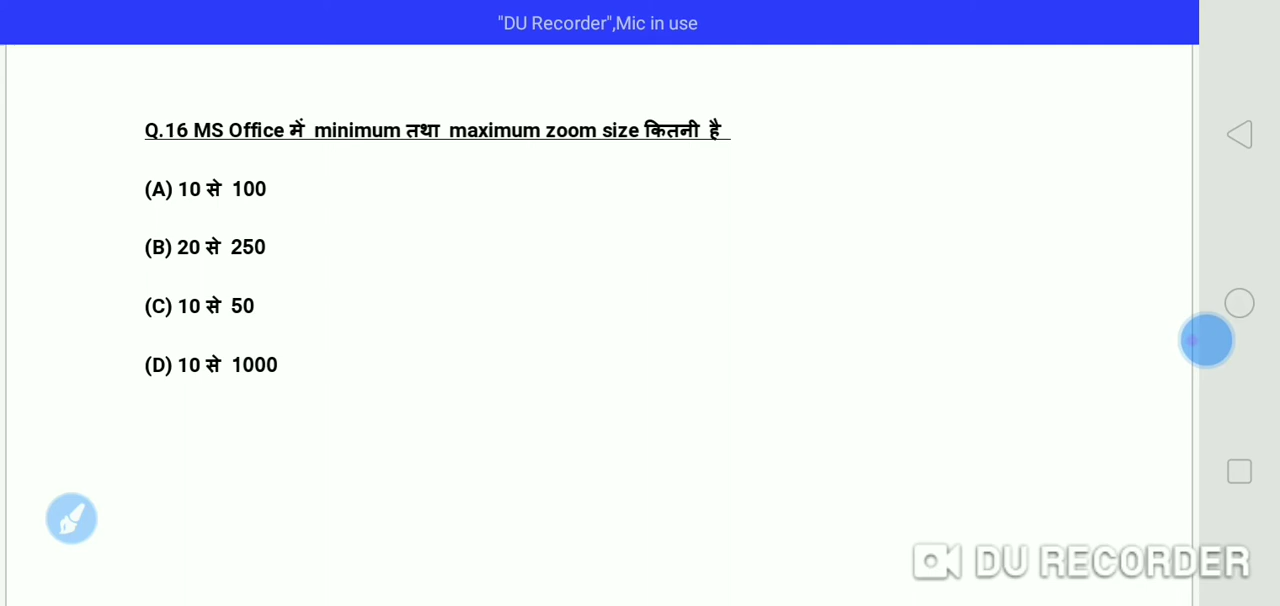 "DU Recorder",Mic in use
Q.16 MS Office में minimum तथा maximum zoom size कितनी है
(A) 10 से 100
(B) 20 से 250
(C) 10 से 50
(D) 10 से 1000
DU RECORDER